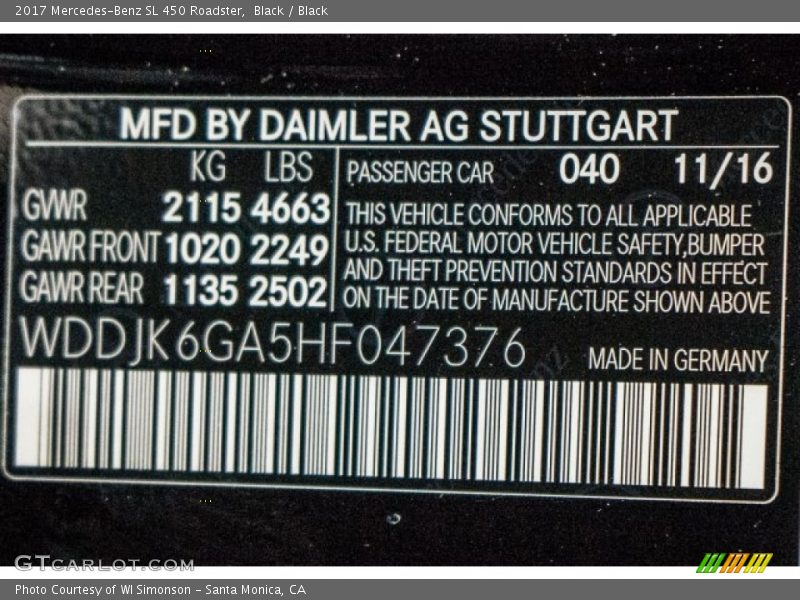 2017 Mercedes-Benz SL 450 Roadster, Black / Black
MFD BY DAIMLER AG STUTTGART
KG LBS
GVWR 2115 4663
GAWR FRONT 1020 2249
GAWR REAR 1135 2502
PASSENGER CAR 040 11/16
THIS VEHICLE CONFORMS TO ALL APPLICABLE
U.S. FEDERAL MOTOR VEHICLE SAFETY,BUMPER
AND THEFT PREVENTION STANDARDS IN EFFECT
ON THE DATE OF MANUFACTURE SHOWN ABOVE
WDDJK6GA5HF047376
MADE IN GERMANY
GTCARLOT.COM
Photo Courtesy of WI Simonson - Santa Monica, CA